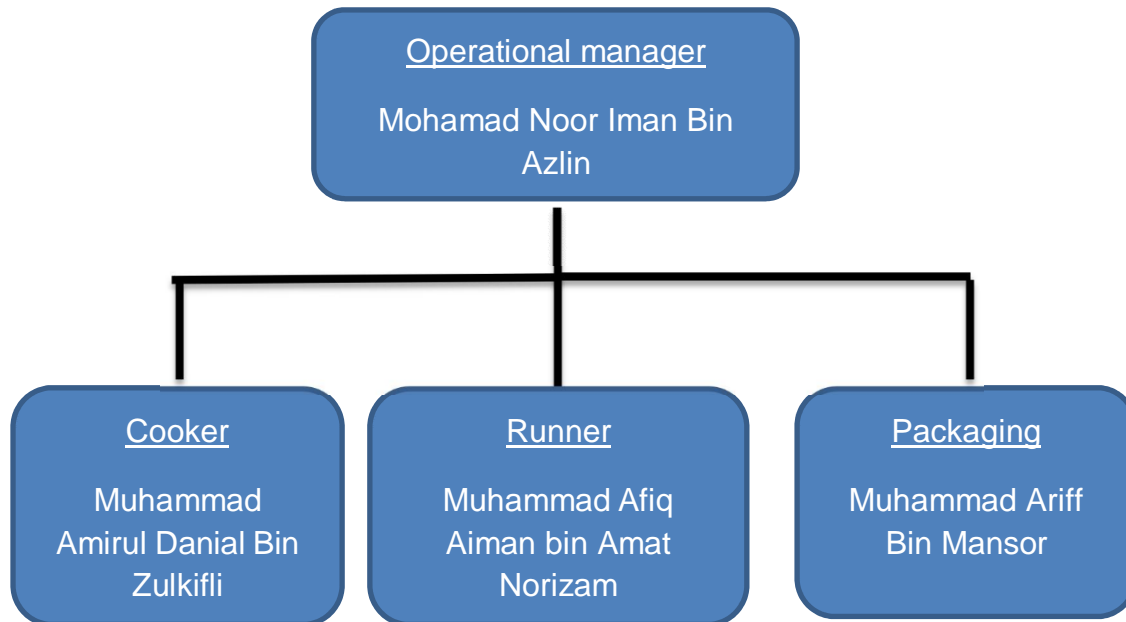 Operational manager
Mohamad Noor Iman Bin
Azlin
Cooker
Muhammad
Amirul Danial Bin
Zulkifli
Runner
Muhammad Afiq
Aiman bin Amat
Norizam
Packaging
Muhammad Ariff
Bin Mansor